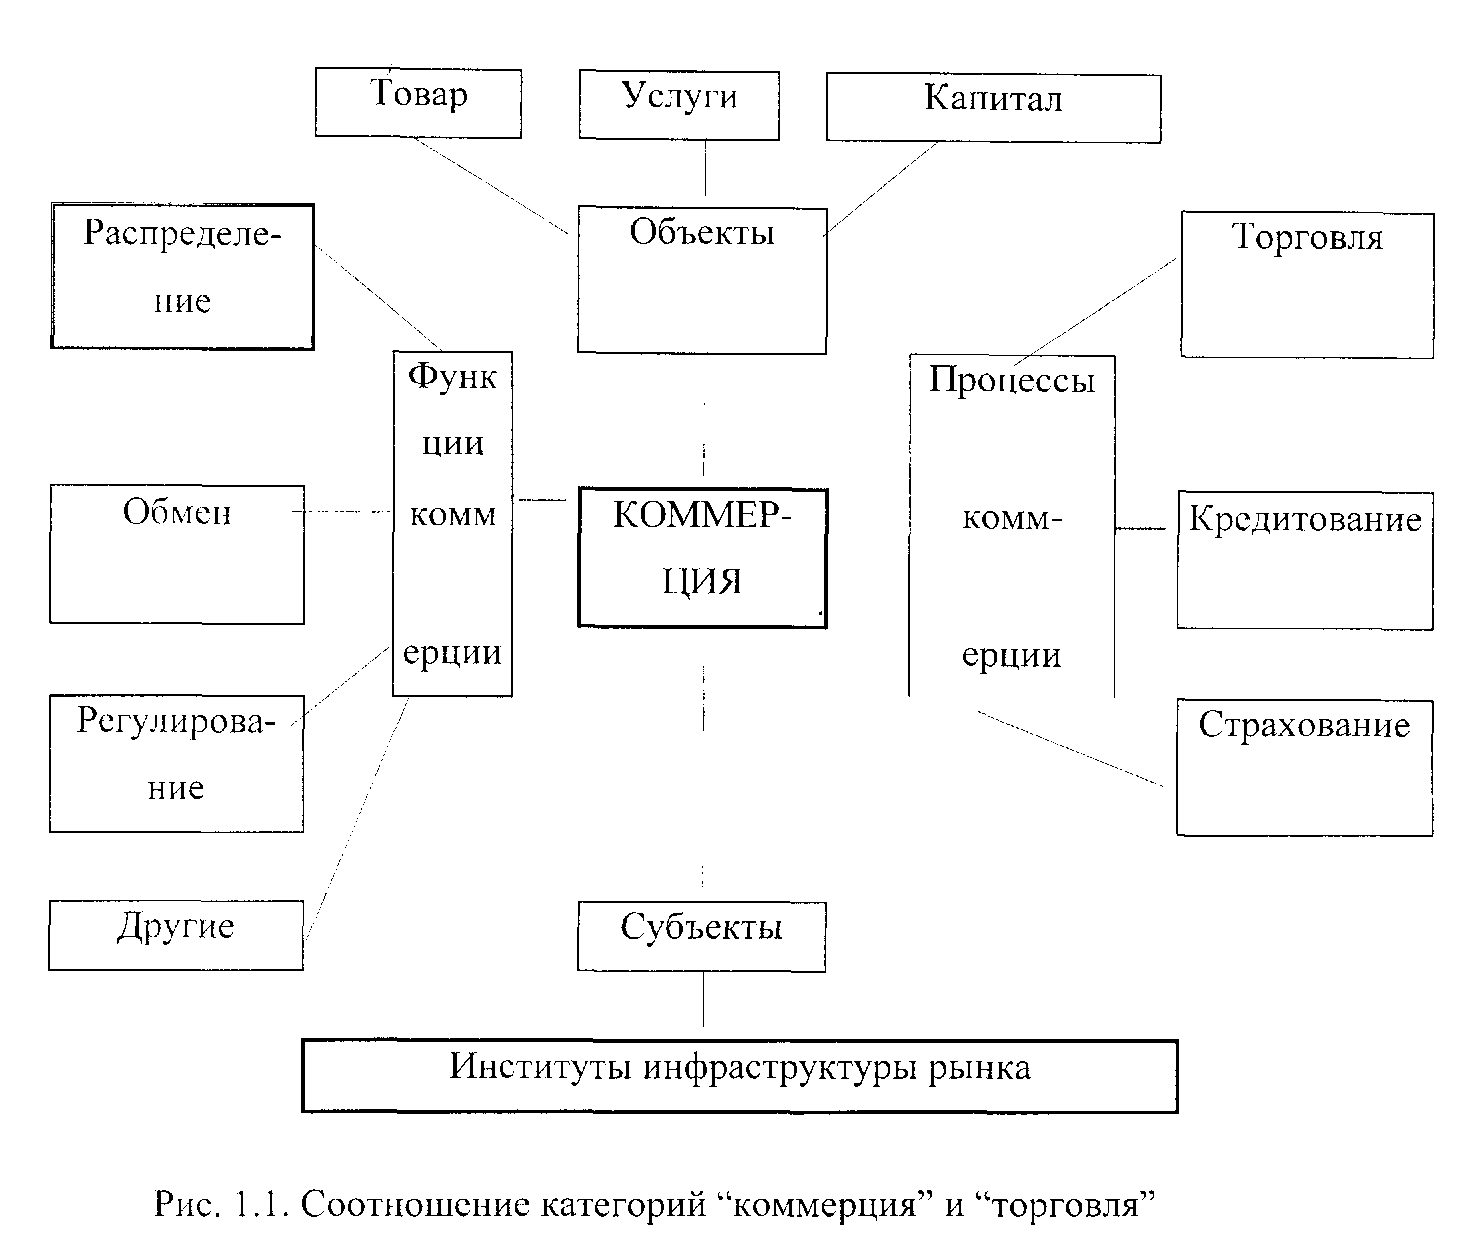 Товар
Услуги
Капитал
Распределе-
ние
Объекты
Торговля
Функ
ции
комм
ерции
Процессы
комм-
ерции
Обмен
КОММЕР-
ЦИЯ
Кредитование
Регулирова-
ние
Страхование
Другие
Субъекты
Институты инфраструктуры рынка
Рис. 1.1. Соотношение категорий “коммерция” и “торговля”